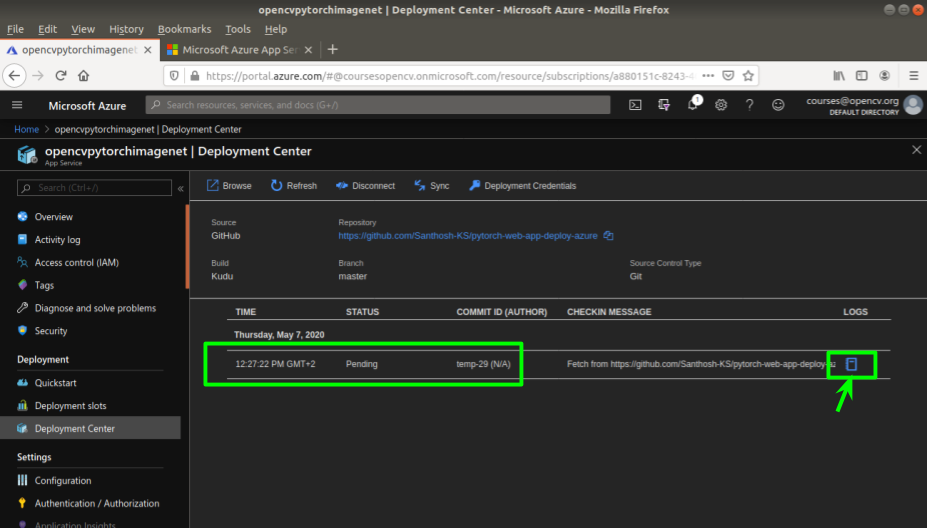 opencvpytorchimagenet | Deployment Center - Microsoft Azure - Mozilla Firefox
File Edit View History Bookmarks Tools Help
opencvpytorchimagenet Microsoft Azure App Ser
https://portal.azure.com/#@coursesopencv.onmicrosoft.com/resource/subscriptions/a880151c-8243-4
Microsoft Azure Search resources, services, and docs (G+/) 1 courses@opencv.org
DEFAULT DIRECTORY
Home > opencvpytorchimagenet | Deployment Center
opencvpytorchimagenet | Deployment Center
App Service
Search (Ctrl+/)
Browse Refresh Disconnect Sync Deployment Credentials
Overview
Activity log
Access control (IAM)
Tags
Diagnose and solve problems
Security
Deployment
Quickstart
Deployment slots
Deployment Center
Settings
Configuration
Authentication / Authorization
Application Insights
Source Repository
GitHub https://github.com/Santhosh-KS/pytorch-web-app-deploy-azure
Build Branch Source Control Type
Kudu master Git
TIME STATUS COMMIT ID (AUTHOR) CHECKIN MESSAGE LOGS
Thursday, May 7, 2020
12:27:22 PM GMT+2 Pending temp-29 (N/A) Fetch from https://github.com/Santhosh-KS/pytorch-web-app-deploy-az